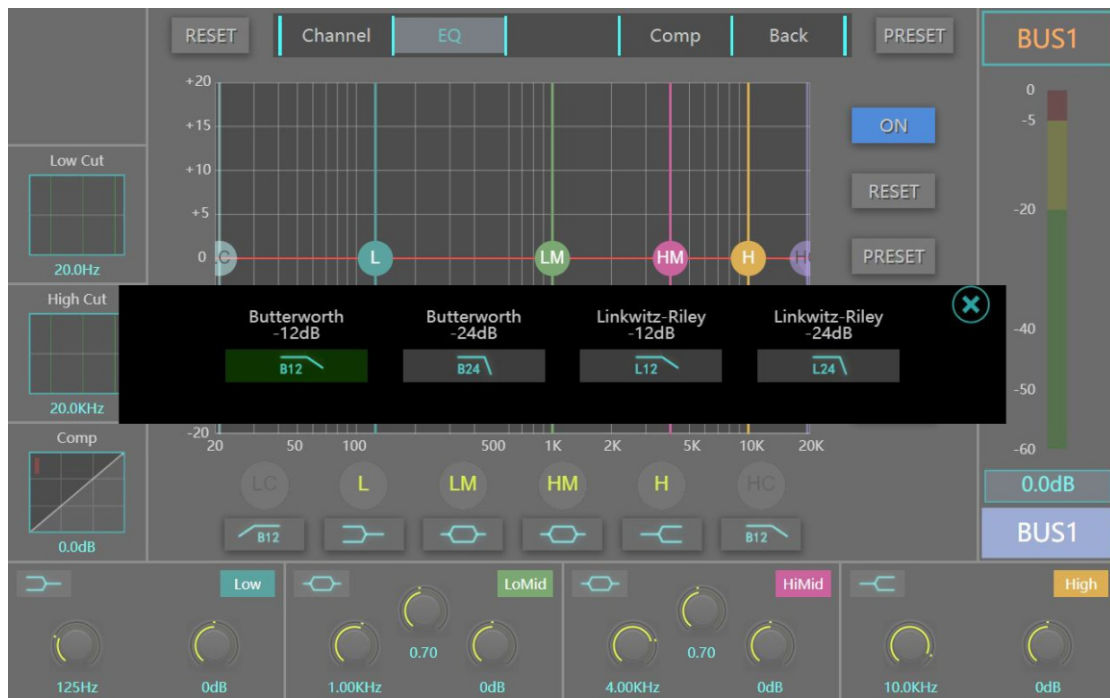 RESET
Channel
EQ
Comp
Back
PRESET
BUS1
+20
+15
+10
+5
0
-20
LC
L
LM
HM
H
HC
20
50
100
500
1K
2K
5K
10K
20K
ON
RESET
PRESET
0
-5
-20
-40
-50
-60
Low Cut
20.0Hz
High Cut
20.0KHz
Comp
0.0dB
Butterworth
-12dB
B12
Butterworth
-24dB
B24
Linkwitz-Riley
-12dB
L12
Linkwitz-Riley
-24dB
L24
LC
L
LM
HM
H
HC
B12
B12
0.0dB
BUS1
Low
125Hz
0dB
LoMid
1.00KHz
0.70
0dB
HiMid
4.00KHz
0.70
0dB
High
10.0KHz
0dB